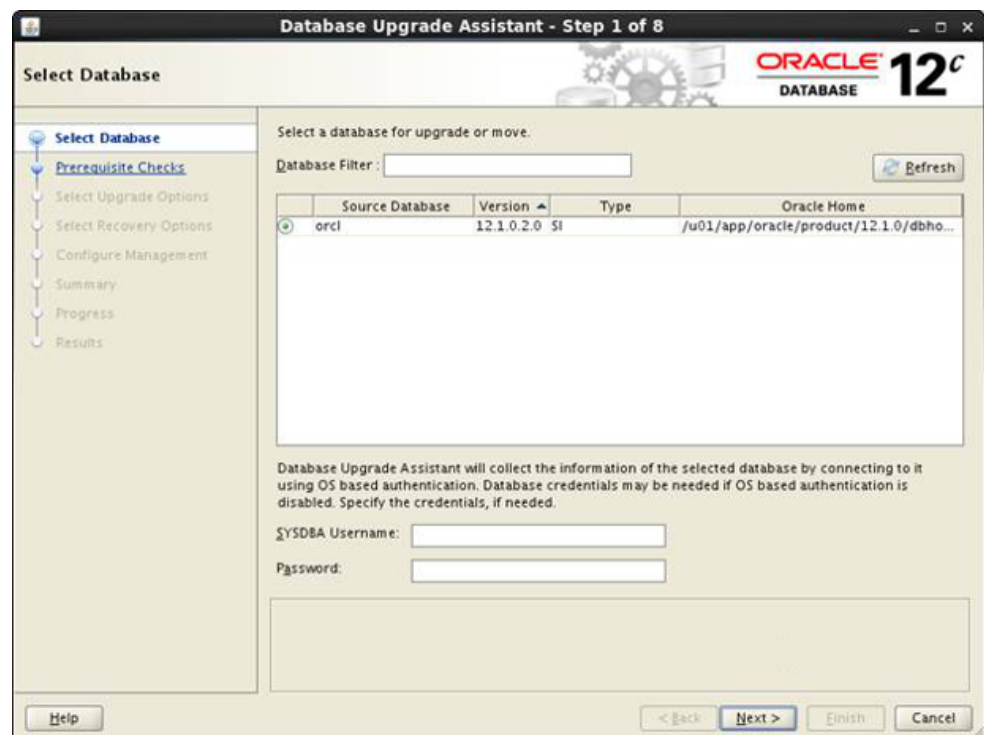 Database Upgrade Assistant - Step 1 of 8
Select Database
ORACLE 12c
DATABASE
Select Database
Prerequisite Checks
Select Upgrade Options
Select Recovery Options
Configure Management
Summary
Progress
Results
Select a database for upgrade or move.
Database Filter :
Refresh
Source Database Version Type Oracle Home
orcl 12.1.0.2.0 SI /u01/app/oracle/product/12.1.0/dbho...
Database Upgrade Assistant will collect the information of the selected database by connecting to it
using OS based authentication. Database credentials may be needed if OS based authentication is
disabled. Specify the credentials, if needed.
SYSDBA Username:
Password:
Help
< Back
Next >
Finish
Cancel